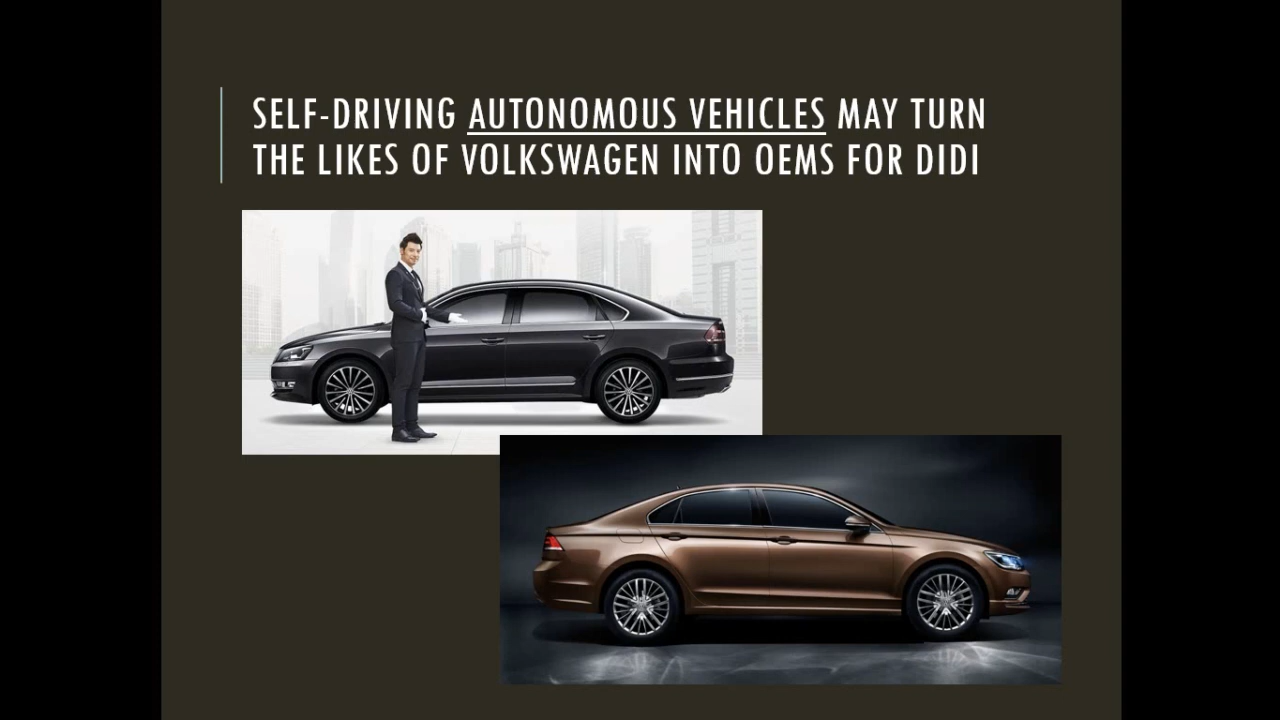 SELF-DRIVING AUTONOMOUS VEHICLES MAY TURN
THE LIKES OF VOLKSWAGEN INTO OEMS FOR DIDI